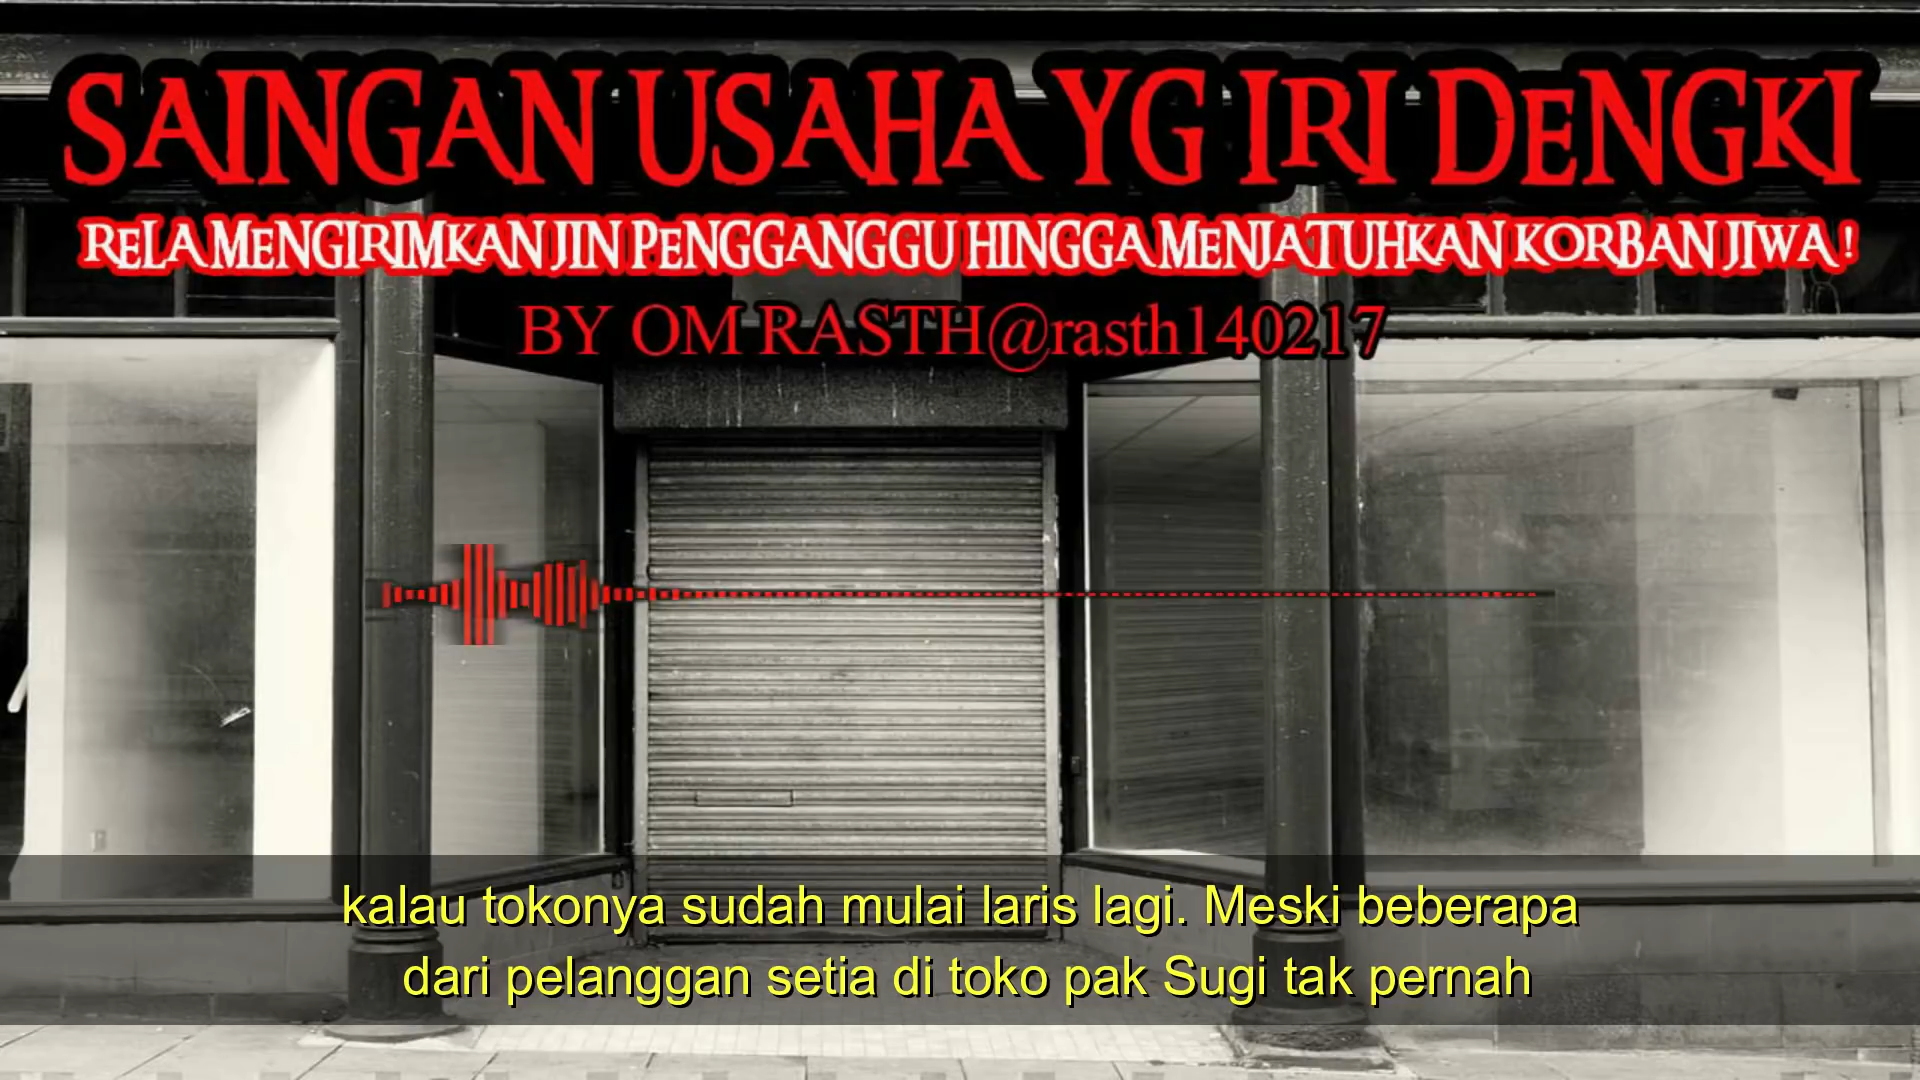 SAINGAN USAHA YG IRI DENGKI
RELA MENGIRIMKAN JIN PENGGANGGU HINGGA MENJATUHKAN KORBAN JIWA !
BY OM RASTH@rasth140217
kalau tokonya sudah mulai laris lagi. Meski beberapa
dari pelanggan setia di toko pak Sugi tak pernah